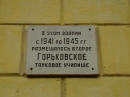 В ЭТОМ ЗДАНИИ
с 1941 по 1945 гг.
РАЗМЕЩАЛОСЬ ВТОРОЕ
ГОРЬКОВСКОЕ
ТАНКОВОЕ УЧИЛИЩЕ